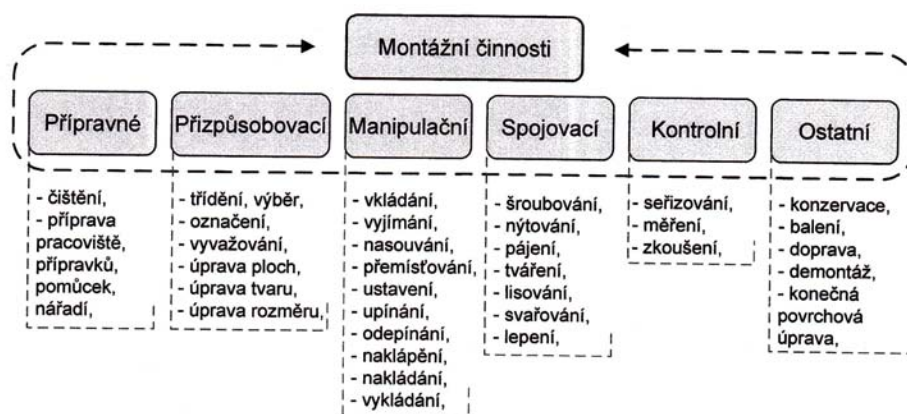 Montážní činnosti
Přípravné
- čištění,
- příprava
pracoviště,
přípravků,
pomůcek,
nářadí,
Přizpůsobovací
- třídění, výběr,
- označení,
- vyvažování,
- úprava ploch,
- úprava tvaru,
- úprava rozměru,
Manipulační
- vkládání,
- vyjímání,
- nasouvání,
- přemísťování,
- ustavení,
- upínání,
- odepínání,
- naklápění,
- nakládání,
- vykládání,
Spojovací
- šroubování,
- nýtování,
- pájení,
- tváření,
- lisování,
- svařování,
- lepení,
Kontrolní
- seřizování,
- měření,
- zkoušení,
Ostatní
- konzervace,
- balení,
- doprava,
- demontáž,
- konečná
povrchová
úprava,